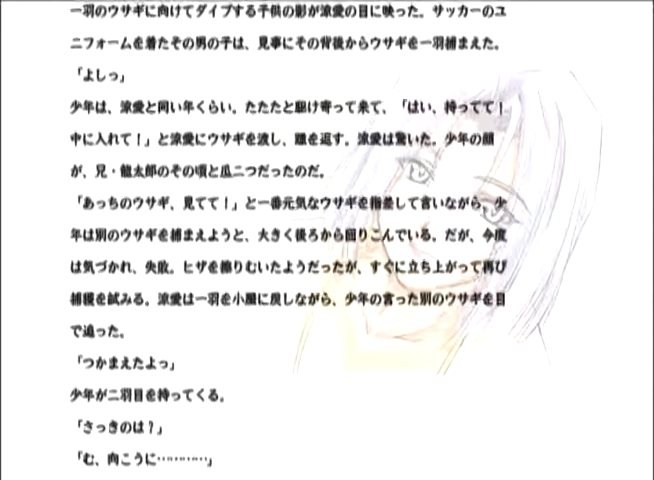 一羽のウサギに向けてダイブする子供の影が涼愛の目に映った。サッカーのユ
ニフォームを着たその男の子は、見事にその背後からウサギを一羽捕まえた。
「よしっ」
少年は、涼愛と同い年くらい。たたたと駆け寄って来て、「はい、持ってて！
中に入れて！」と涼愛にウサギを渡し、踵を返す。涼愛は驚いた。少年の顔
が、兄・龍太郎のその頃と瓜二つだったのだ。
「あっちのウサギ、見てて！」と一番元気なウサギを指差して言いながら、少
年は別のウサギを捕まえようと、大きく後ろから回りこんでいる。だが、今度
は気づかれ、失敗。ヒザを擦りむいたようだったが、すぐに立ち上がって再び
捕獲を試みる。涼愛は一羽を小屋に戻しながら、少年の言った別のウサギを目
で追った。
「つかまえたよっ」
少年が二羽目を持ってくる。
「さっきのは？」
「む、向こうに…………」